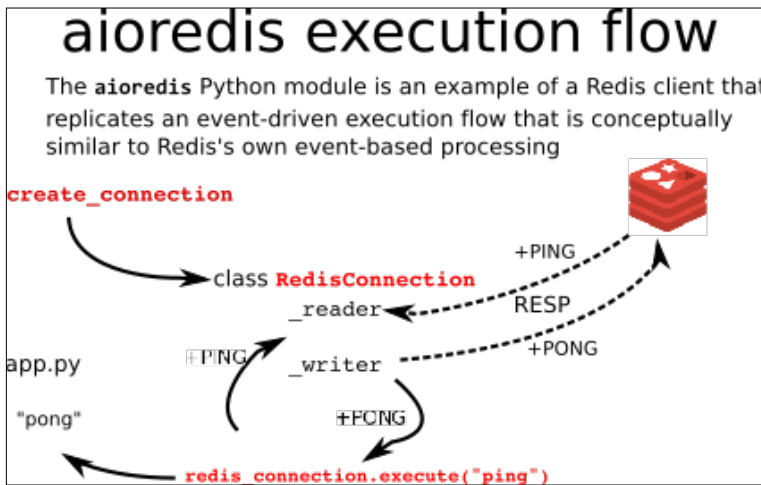 aioredis execution flow
The aioredis Python module is an example of a Redis client that
replicates an event-driven execution flow that is conceptually
similar to Redis's own event-based processing
create_connection
+PING
class RedisConnection
_reader
RESP
+PONG
+PING
_writer
app.py
"pong"
+PONG
redis_connection.execute("ping")